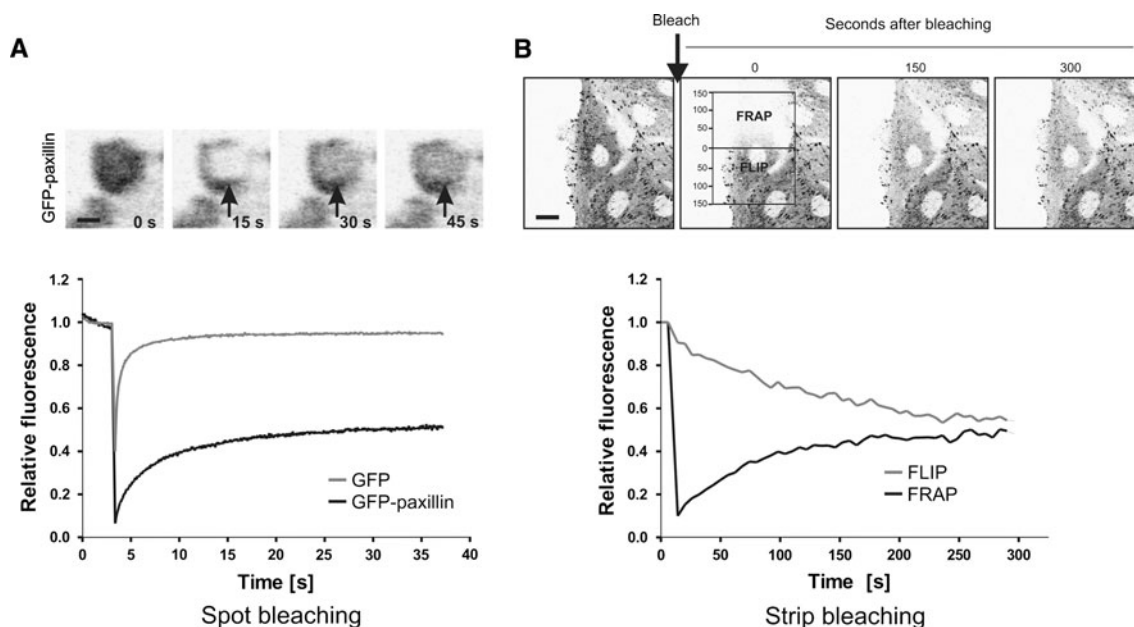 A
GFP-paxillin
0 s
15 s
30 s
45 s
Relative fluorescence
1.2
1.0
0.8
0.6
0.4
0.2
0.0
GFP
GFP-paxillin
0 5 10 15 20 25 30 35 40
Time [s]
Spot bleaching
B
Bleach
Seconds after bleaching
0 150 300
150
100
50
0
50
100
150
FRAP
FLIP
Relative fluorescence
1.2
1.0
0.8
0.6
0.4
0.2
0.0
FLIP
FRAP
0 50 100 150 200 250 300
Time [s]
Strip bleaching